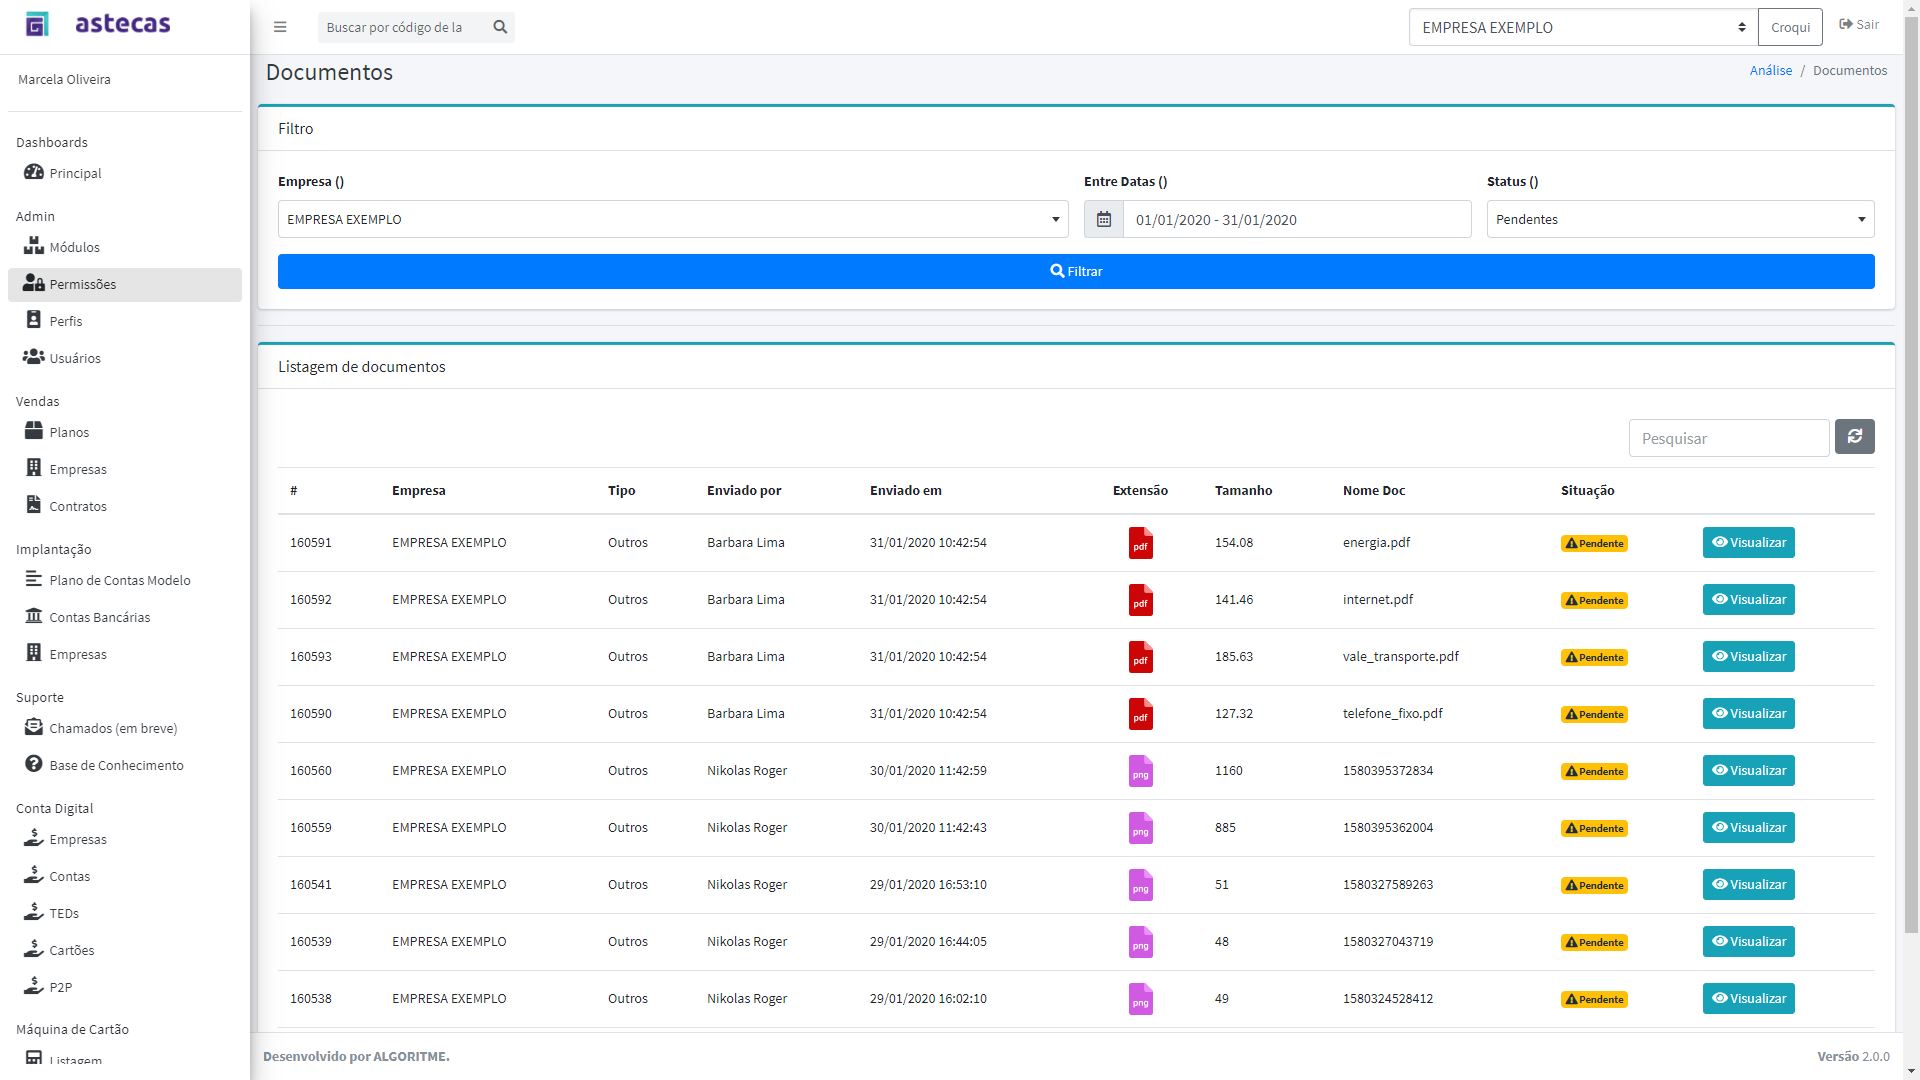 astecas
Buscar por código de la
EMPRESA EXEMPLO
Croqui
Sair
Marcela Oliveira
Dashboards
Principal
Admin
Módulos
Permissões
Perfis
Usuários
Vendas
Planos
Empresas
Contratos
Implantação
Plano de Contas Modelo
Contas Bancárias
Empresas
Suporte
Chamados (em breve)
Base de Conhecimento
Conta Digital
Empresas
Contas
TEDs
Cartões
P2P
Máquina de Cartão
Listagem
Documentos
Análise / Documentos
Filtro
Empresa () Entre Datas () Status ()
EMPRESA EXEMPLO 01/01/2020 - 31/01/2020 Pendentes
Filtrar
Listagem de documentos
Pesquisar
# Empresa Tipo Enviado por Enviado em Extensão Tamanho Nome Doc Situação
160591 EMPRESA EXEMPLO Outros Barbara Lima 31/01/2020 10:42:54 pdf 154.08 energia.pdf Pendente Visualizar
160592 EMPRESA EXEMPLO Outros Barbara Lima 31/01/2020 10:42:54 pdf 141.46 internet.pdf Pendente Visualizar
160593 EMPRESA EXEMPLO Outros Barbara Lima 31/01/2020 10:42:54 pdf 185.63 vale_transporte.pdf Pendente Visualizar
160590 EMPRESA EXEMPLO Outros Barbara Lima 31/01/2020 10:42:54 pdf 127.32 telefone_fixo.pdf Pendente Visualizar
160560 EMPRESA EXEMPLO Outros Nikolas Roger 30/01/2020 11:42:59 png 1160 1580395372834 Pendente Visualizar
160559 EMPRESA EXEMPLO Outros Nikolas Roger 30/01/2020 11:42:43 png 885 1580395362004 Pendente Visualizar
160541 EMPRESA EXEMPLO Outros Nikolas Roger 29/01/2020 16:53:10 png 51 1580327589263 Pendente Visualizar
160539 EMPRESA EXEMPLO Outros Nikolas Roger 29/01/2020 16:44:05 png 48 1580327043719 Pendente Visualizar
160538 EMPRESA EXEMPLO Outros Nikolas Roger 29/01/2020 16:02:10 png 49 1580324528412 Pendente Visualizar
Desenvolvido por ALGORITME.
Versão 2.0.0